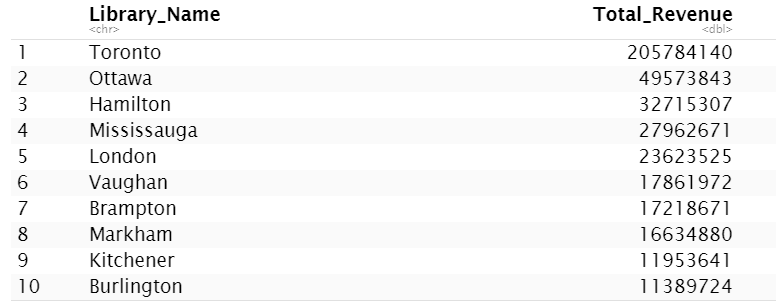 Library_Name Total_Revenue
<chr> <dbl>
1 Toronto 205784140
2 Ottawa 49573843
3 Hamilton 32715307
4 Mississauga 27962671
5 London 23623525
6 Vaughan 17861972
7 Brampton 17218671
8 Markham 16634880
9 Kitchener 11953641
10 Burlington 11389724